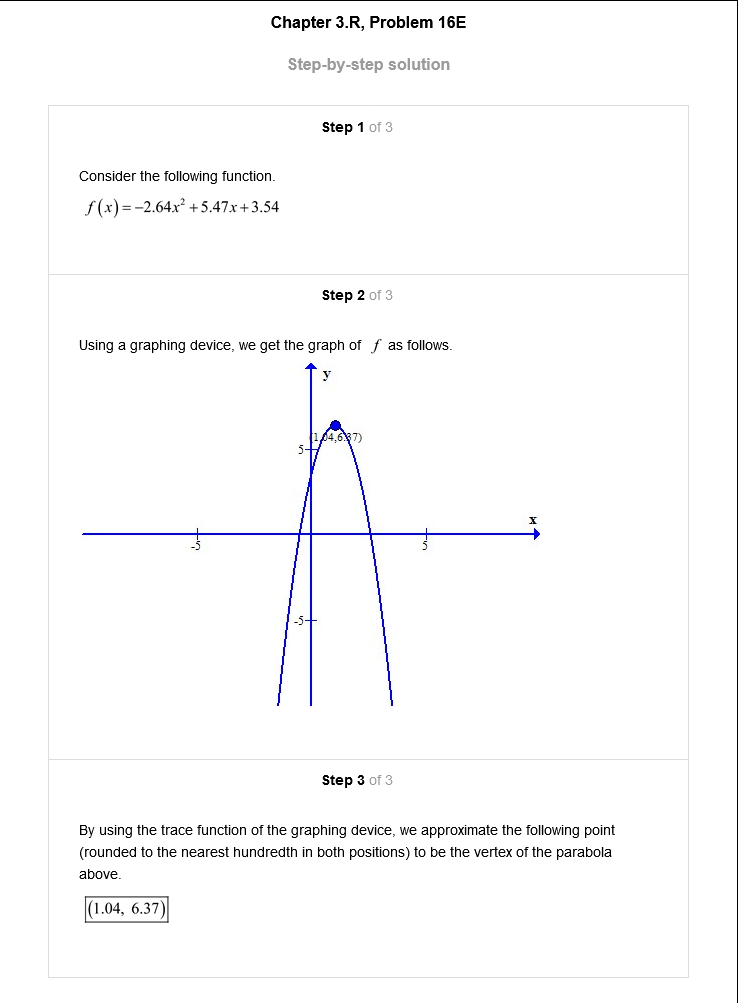 Chapter 3.R, Problem 16E
Step-by-step solution
Step 1 of 3
Consider the following function.
f(x)=−2.64x²+5.47x+3.54
Step 2 of 3
Using a graphing device, we get the graph of f as follows.
y
(1.04,6.37)
5
x
-5
5
-5
Step 3 of 3
By using the trace function of the graphing device, we approximate the following point
(rounded to the nearest hundredth in both positions) to be the vertex of the parabola
above.
(1.04, 6.37)